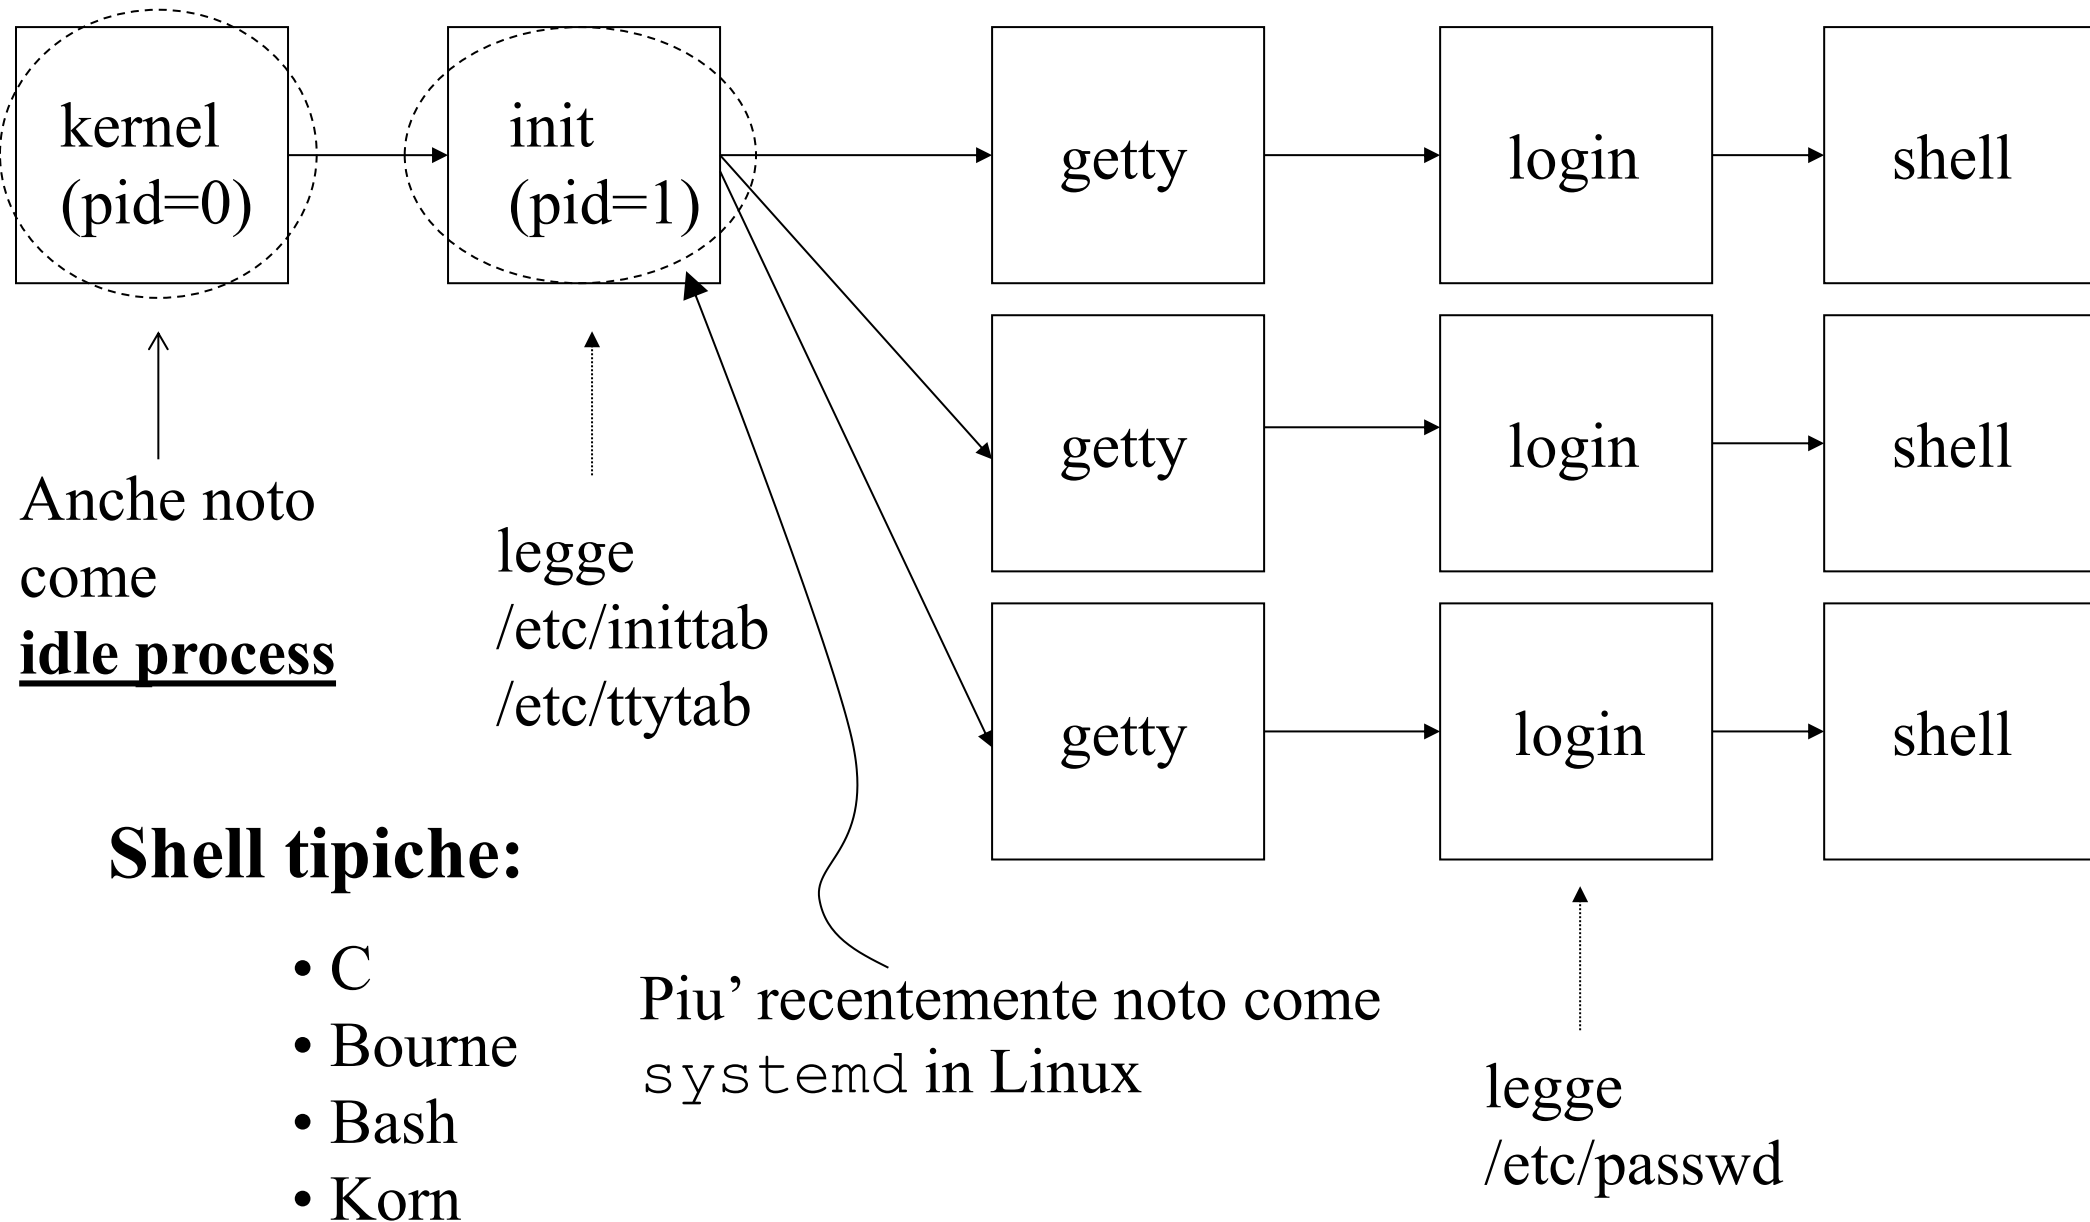 kernel
(pid=0)
init
(pid=1)
getty
login
shell
getty
login
shell
getty
login
shell
Anche noto
come
idle process
legge
/etc/inittab
/etc/ttytab
Shell tipiche:
• C
• Bourne
• Bash
• Korn
Piu’ recentemente noto come
systemd in Linux
legge
/etc/passwd